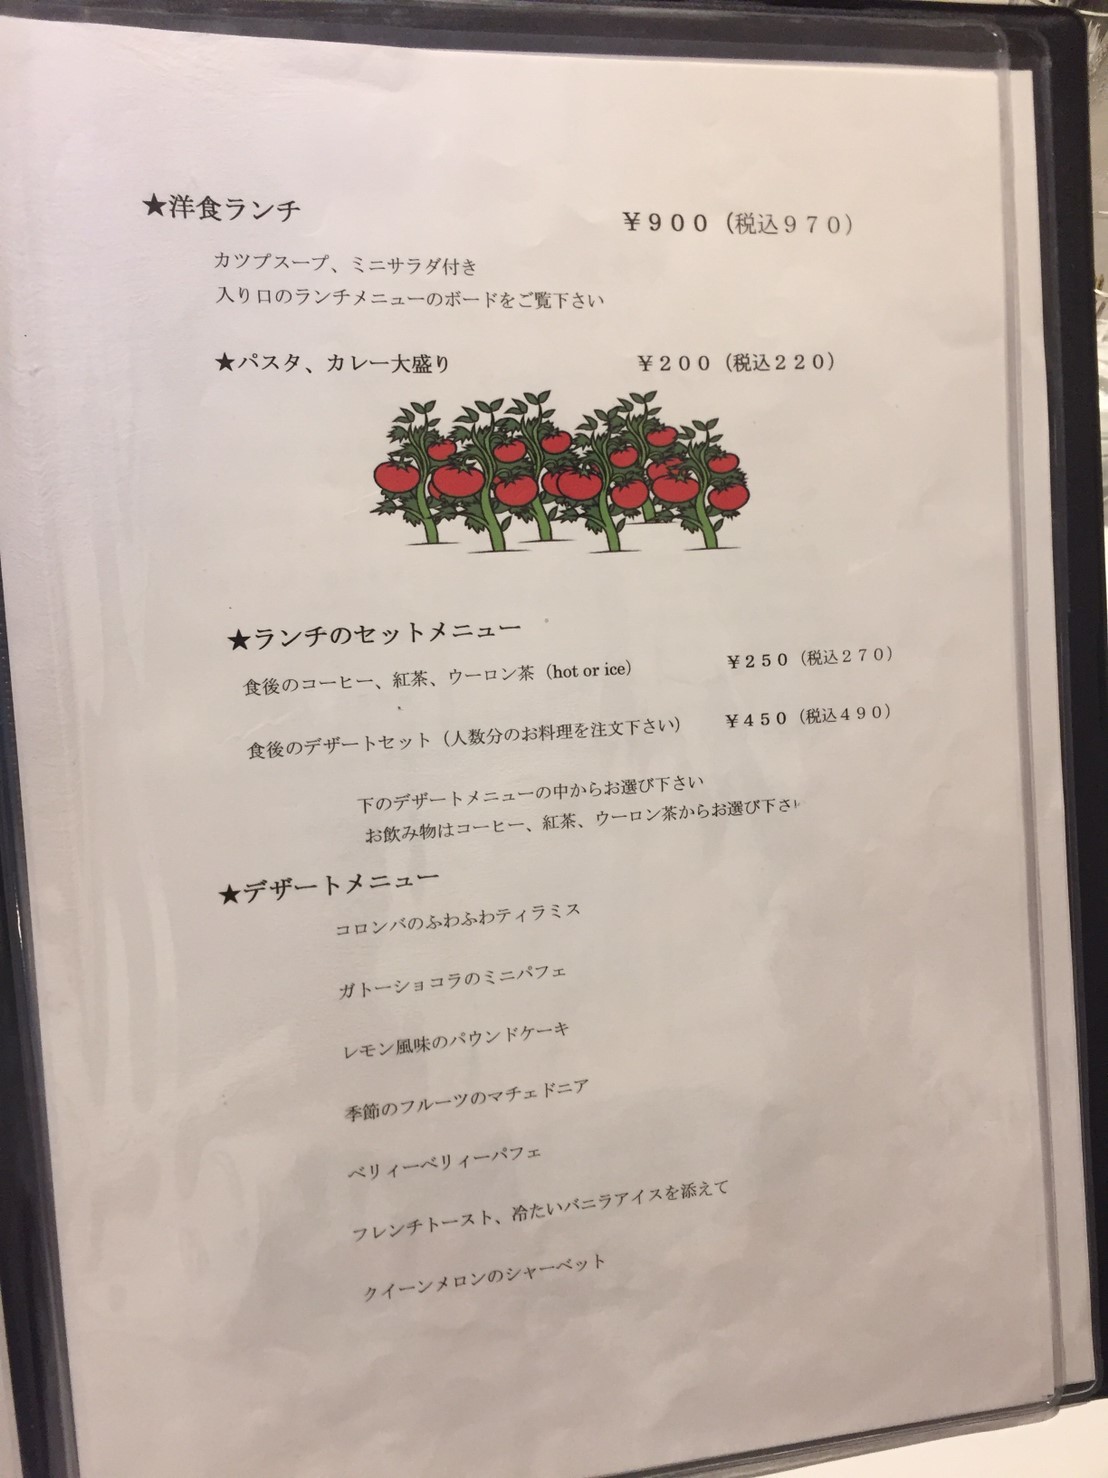 ★洋食ランチ ￥９００（税込９７０）
カツプスープ、ミニサラダ付き
入り口のランチメニューのボードをご覧下さい
★パスタ、カレー大盛り ￥２００（税込２２０）
★ランチのセットメニュー
食後のコーヒー、紅茶、ウーロン茶（hot or ice） ￥２５０（税込２７０）
食後のデザートセット（人数分のお料理を注文下さい） ￥４５０（税込４９０）
下のデザートメニューの中からお選び下さい
お飲み物はコーヒー、紅茶、ウーロン茶からお選び下さい
★デザートメニュー
コロンバのふわふわティラミス
ガトーショコラのミニパフェ
レモン風味のパウンドケーキ
季節のフルーツのマチェドニア
ベリィーベリィーパフェ
フレンチトースト、冷たいバニラアイスを添えて
クイーンメロンのシャーベット